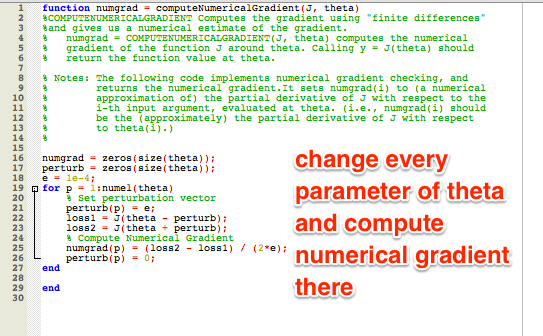 1 function numgrad = computeNumericalGradient(J, theta)
2 %COMPUTENUMERICALGRADIENT Computes the gradient using "finite differences"
3 %and gives us a numerical estimate of the gradient.
4 %   numgrad = COMPUTENUMERICALGRADIENT(J, theta) computes the numerical
5 %   gradient of the function J around theta. Calling y = J(theta) should
6 %   return the function value at theta.
7
8 % Notes: The following code implements numerical gradient checking, and
9 %        returns the numerical gradient.It sets numgrad(i) to (a numerical
10 %        approximation of) the partial derivative of J with respect to the
11 %        i-th input argument, evaluated at theta. (i.e., numgrad(i) should
12 %        be the (approximately) the partial derivative of J with respect
13 %        to theta(i).)
14 %
15
16 numgrad = zeros(size(theta));
17 perturb = zeros(size(theta));
18 e = 1e-4;
19 for p = 1:numel(theta)
20     % Set perturbation vector
21     perturb(p) = e;
22     loss1 = J(theta - perturb);
23     loss2 = J(theta + perturb);
24     % Compute Numerical Gradient
25     numgrad(p) = (loss2 - loss1) / (2*e);
26     perturb(p) = 0;
27 end
28
29 end
30
change every
parameter of theta
and compute
numerical gradient
there